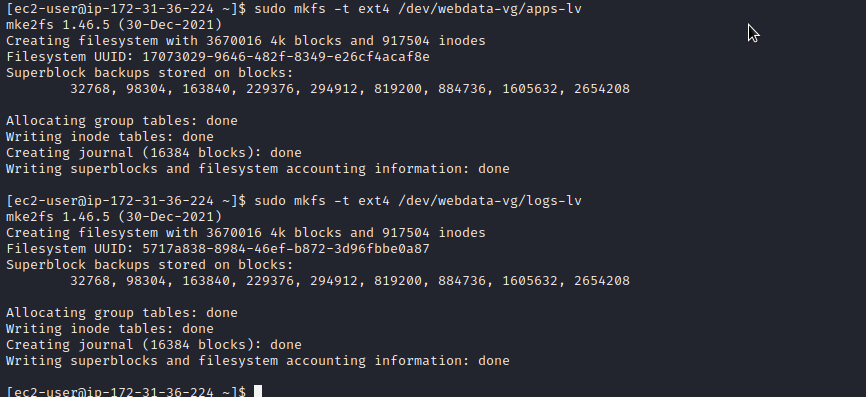 [ec2-user@ip-172-31-36-224 ~]$ sudo mkfs -t ext4 /dev/webdata-vg/apps-lv
mke2fs 1.46.5 (30-Dec-2021)
Creating filesystem with 3670016 4k blocks and 917504 inodes
Filesystem UUID: 17073029-9646-482f-8349-e26cf4acaf8e
Superblock backups stored on blocks:
        32768, 98304, 163840, 229376, 294912, 819200, 884736, 1605632, 2654208

Allocating group tables: done
Writing inode tables: done
Creating journal (16384 blocks): done
Writing superblocks and filesystem accounting information: done

[ec2-user@ip-172-31-36-224 ~]$ sudo mkfs -t ext4 /dev/webdata-vg/logs-lv
mke2fs 1.46.5 (30-Dec-2021)
Creating filesystem with 3670016 4k blocks and 917504 inodes
Filesystem UUID: 5717a838-8984-46ef-b872-3d96fbbe0a87
Superblock backups stored on blocks:
        32768, 98304, 163840, 229376, 294912, 819200, 884736, 1605632, 2654208

Allocating group tables: done
Writing inode tables: done
Creating journal (16384 blocks): done
Writing superblocks and filesystem accounting information: done

[ec2-user@ip-172-31-36-224 ~]$